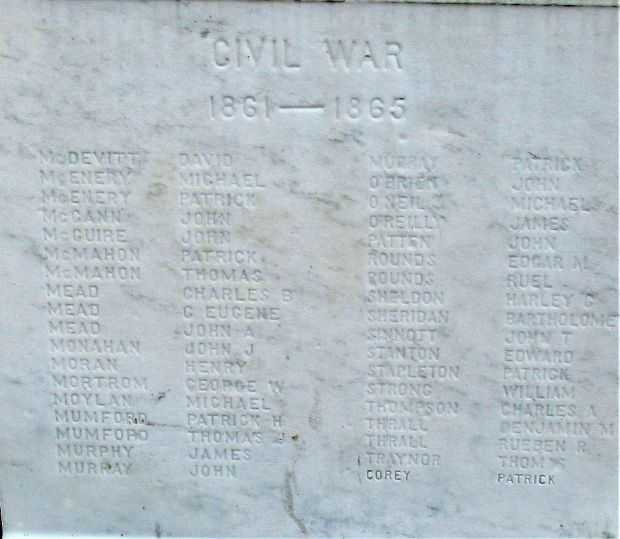 CIVIL WAR
1861 — 1865
McDEVITT DAVID
McENERY MICHAEL
McENERY PATRICK
McGANN JOHN
McGUIRE JOHN
McMAHON PATRICK
McMAHON THOMAS
MEAD CHARLES B
MEAD G EUGENE
MEAD JOHN A
MONAHAN JOHN J
MORAN HENRY
MORTROM GEORGE W
MOYLAN MICHAEL
MUMFORD PATRICK H
MUMFORD THOMAS J
MURPHY JAMES
MURRAY JOHN
MURRAY PATRICK
O'BRICK JOHN
O'NEIL MICHAEL
O'REILLY JAMES
PATTEN JOHN
ROUNDS EDGAR M
ROUNDS RUEL
SHELDON HARLEY G
SHERIDAN BARTHOLOME
SINNOTT JOHN T
STANTON EDWARD
STAPLETON PATRICK
STRONG WILLIAM
THOMPSON CHARLES A
THRALL BENJAMIN M
THRALL RUEBEN R
TRAYNOR THOMAS
COREY PATRICK